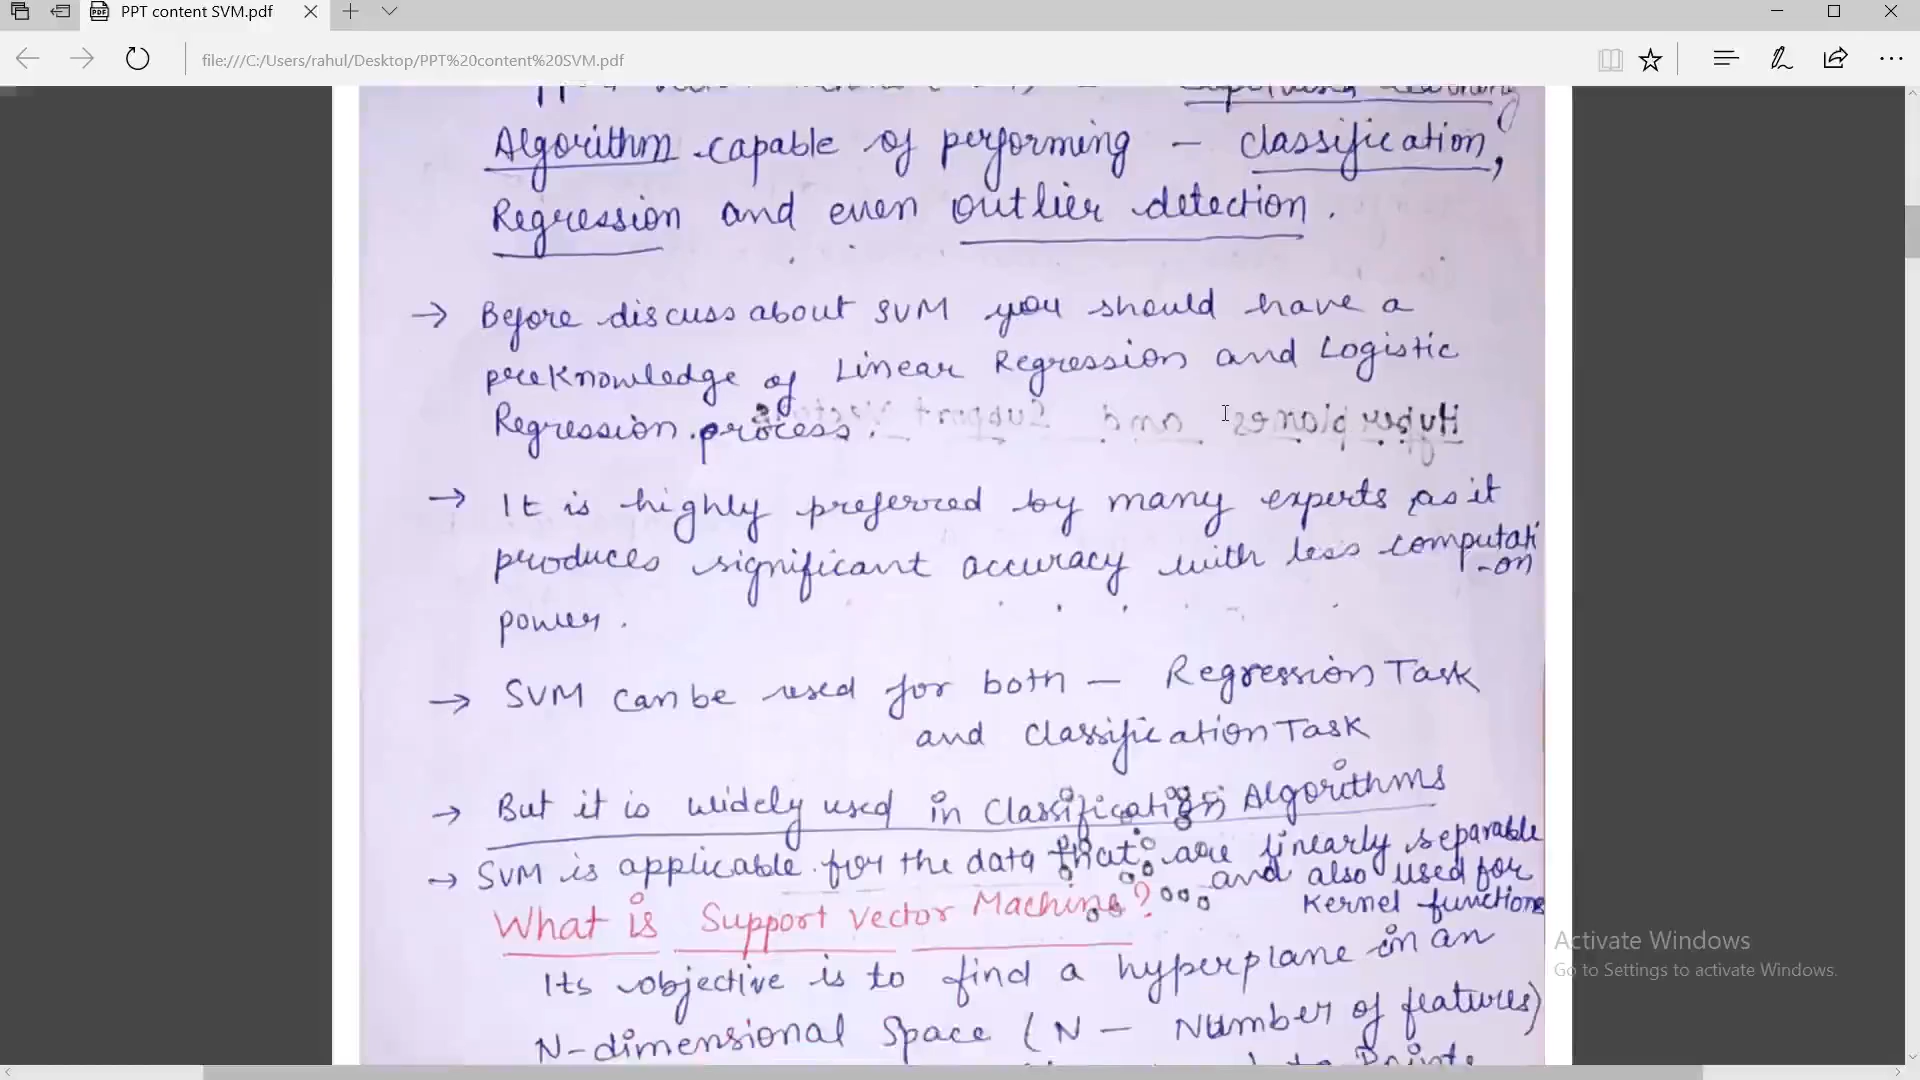 PPT content SVM.pdf
file:///C:/Users/rahul/Desktop/PPT%20content%20SVM.pdf
Algorithm capable of performing - classification,
Regression and even outlier detection.
→ Before discuss about SVM you should have a
preknowledge of Linear Regression and Logistic
Regression process.
→ It is highly preferred by many experts as it
produces significant accuracy with less computati
-on
power.
→ SVM can be used for both - Regression Task
and Classification Task
→ But it is widely used in Classification Algorithms
→ SVM is applicable for the data that are linearly separable
and also used for
Kernel functions
What is Support Vector Machine?
Its objective is to find a hyperplane in an
N-dimensional Space (N - Number of features)
Activate Windows
Go to Settings to activate Windows.